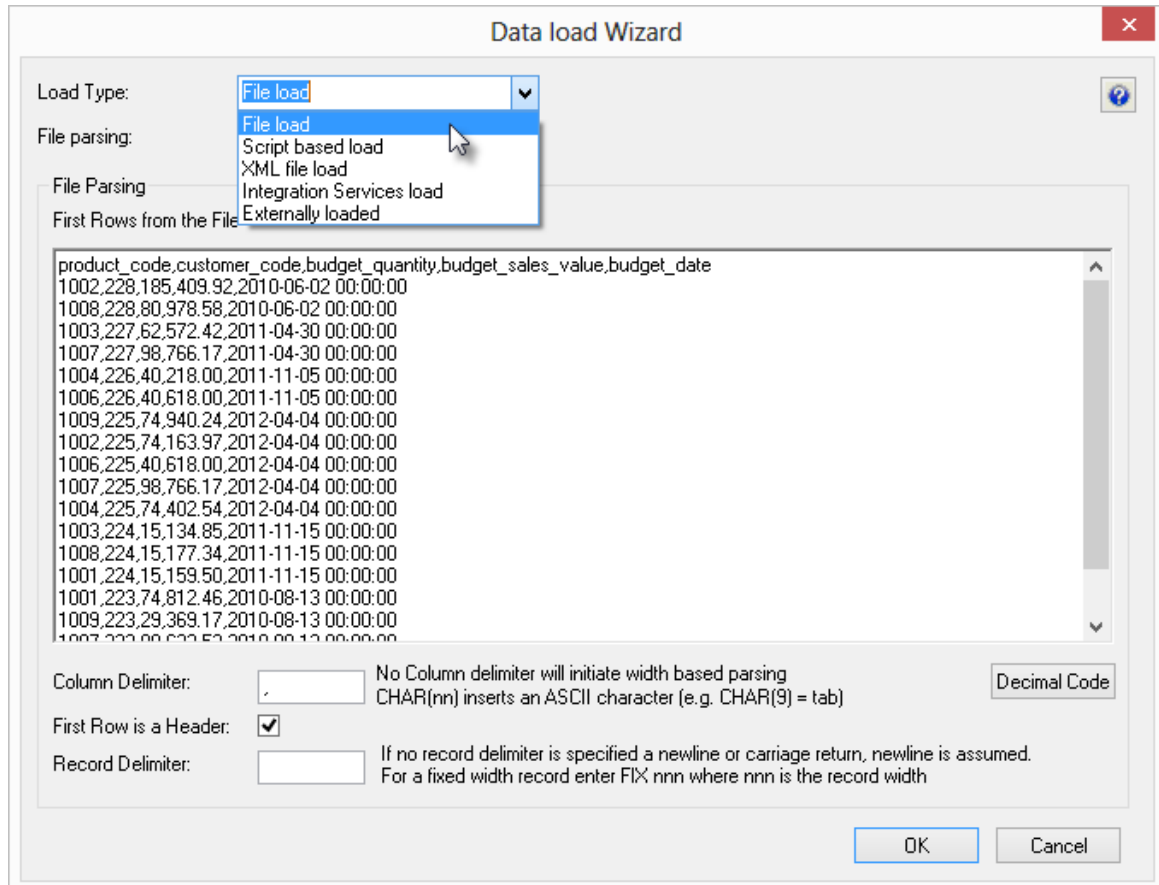 Data load Wizard
Load Type: File load
File load
File parsing:
Script based load
XML file load
File Parsing
Integration Services load
First Rows from the File
Externally loaded
product_code,customer_code,budget_quantity,budget_sales_value,budget_date
1002,228,185,409.92,2010-06-02 00:00:00
1008,228,80,978.58,2010-06-02 00:00:00
1003,227,62,572.42,2011-04-30 00:00:00
1007,227,98,766.17,2011-04-30 00:00:00
1004,226,40,218.00,2011-11-05 00:00:00
1006,226,40,618.00,2011-11-05 00:00:00
1009,225,74,940.24,2012-04-04 00:00:00
1002,225,74,163.97,2012-04-04 00:00:00
1006,225,40,618.00,2012-04-04 00:00:00
1007,225,98,766.17,2012-04-04 00:00:00
1004,225,74,402.54,2012-04-04 00:00:00
1003,224,15,134.85,2011-11-15 00:00:00
1008,224,15,177.34,2011-11-15 00:00:00
1001,224,15,159.50,2011-11-15 00:00:00
1001,223,74,812.46,2010-08-13 00:00:00
1009,223,29,369.17,2010-08-13 00:00:00
Column Delimiter: , No Column delimiter will initiate width based parsing
CHAR(nn) inserts an ASCII character (e.g. CHAR(9) = tab)
Decimal Code
First Row is a Header:
Record Delimiter: If no record delimiter is specified a newline or carriage return, newline is assumed.
For a fixed width record enter FIX nnn where nnn is the record width
OK Cancel